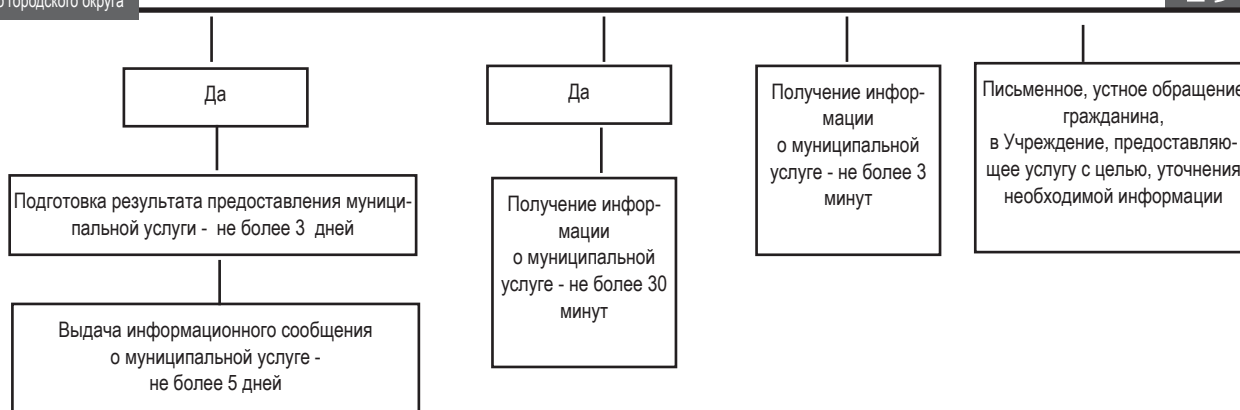 городского округа
Да
Подготовка результата предоставления муници-
пальной услуги - не более 3 дней
Выдача информационного сообщения
о муниципальной услуге -
не более 5 дней
Да
Получение инфор-
мации
о муниципальной
услуге - не более 30
минут
Получение инфор-
мации
о муниципальной
услуге - не более 3
минут
Письменное, устное обращение
гражданина,
в Учреждение, предоставляю-
щее услугу с целью, уточнения
необходимой информации